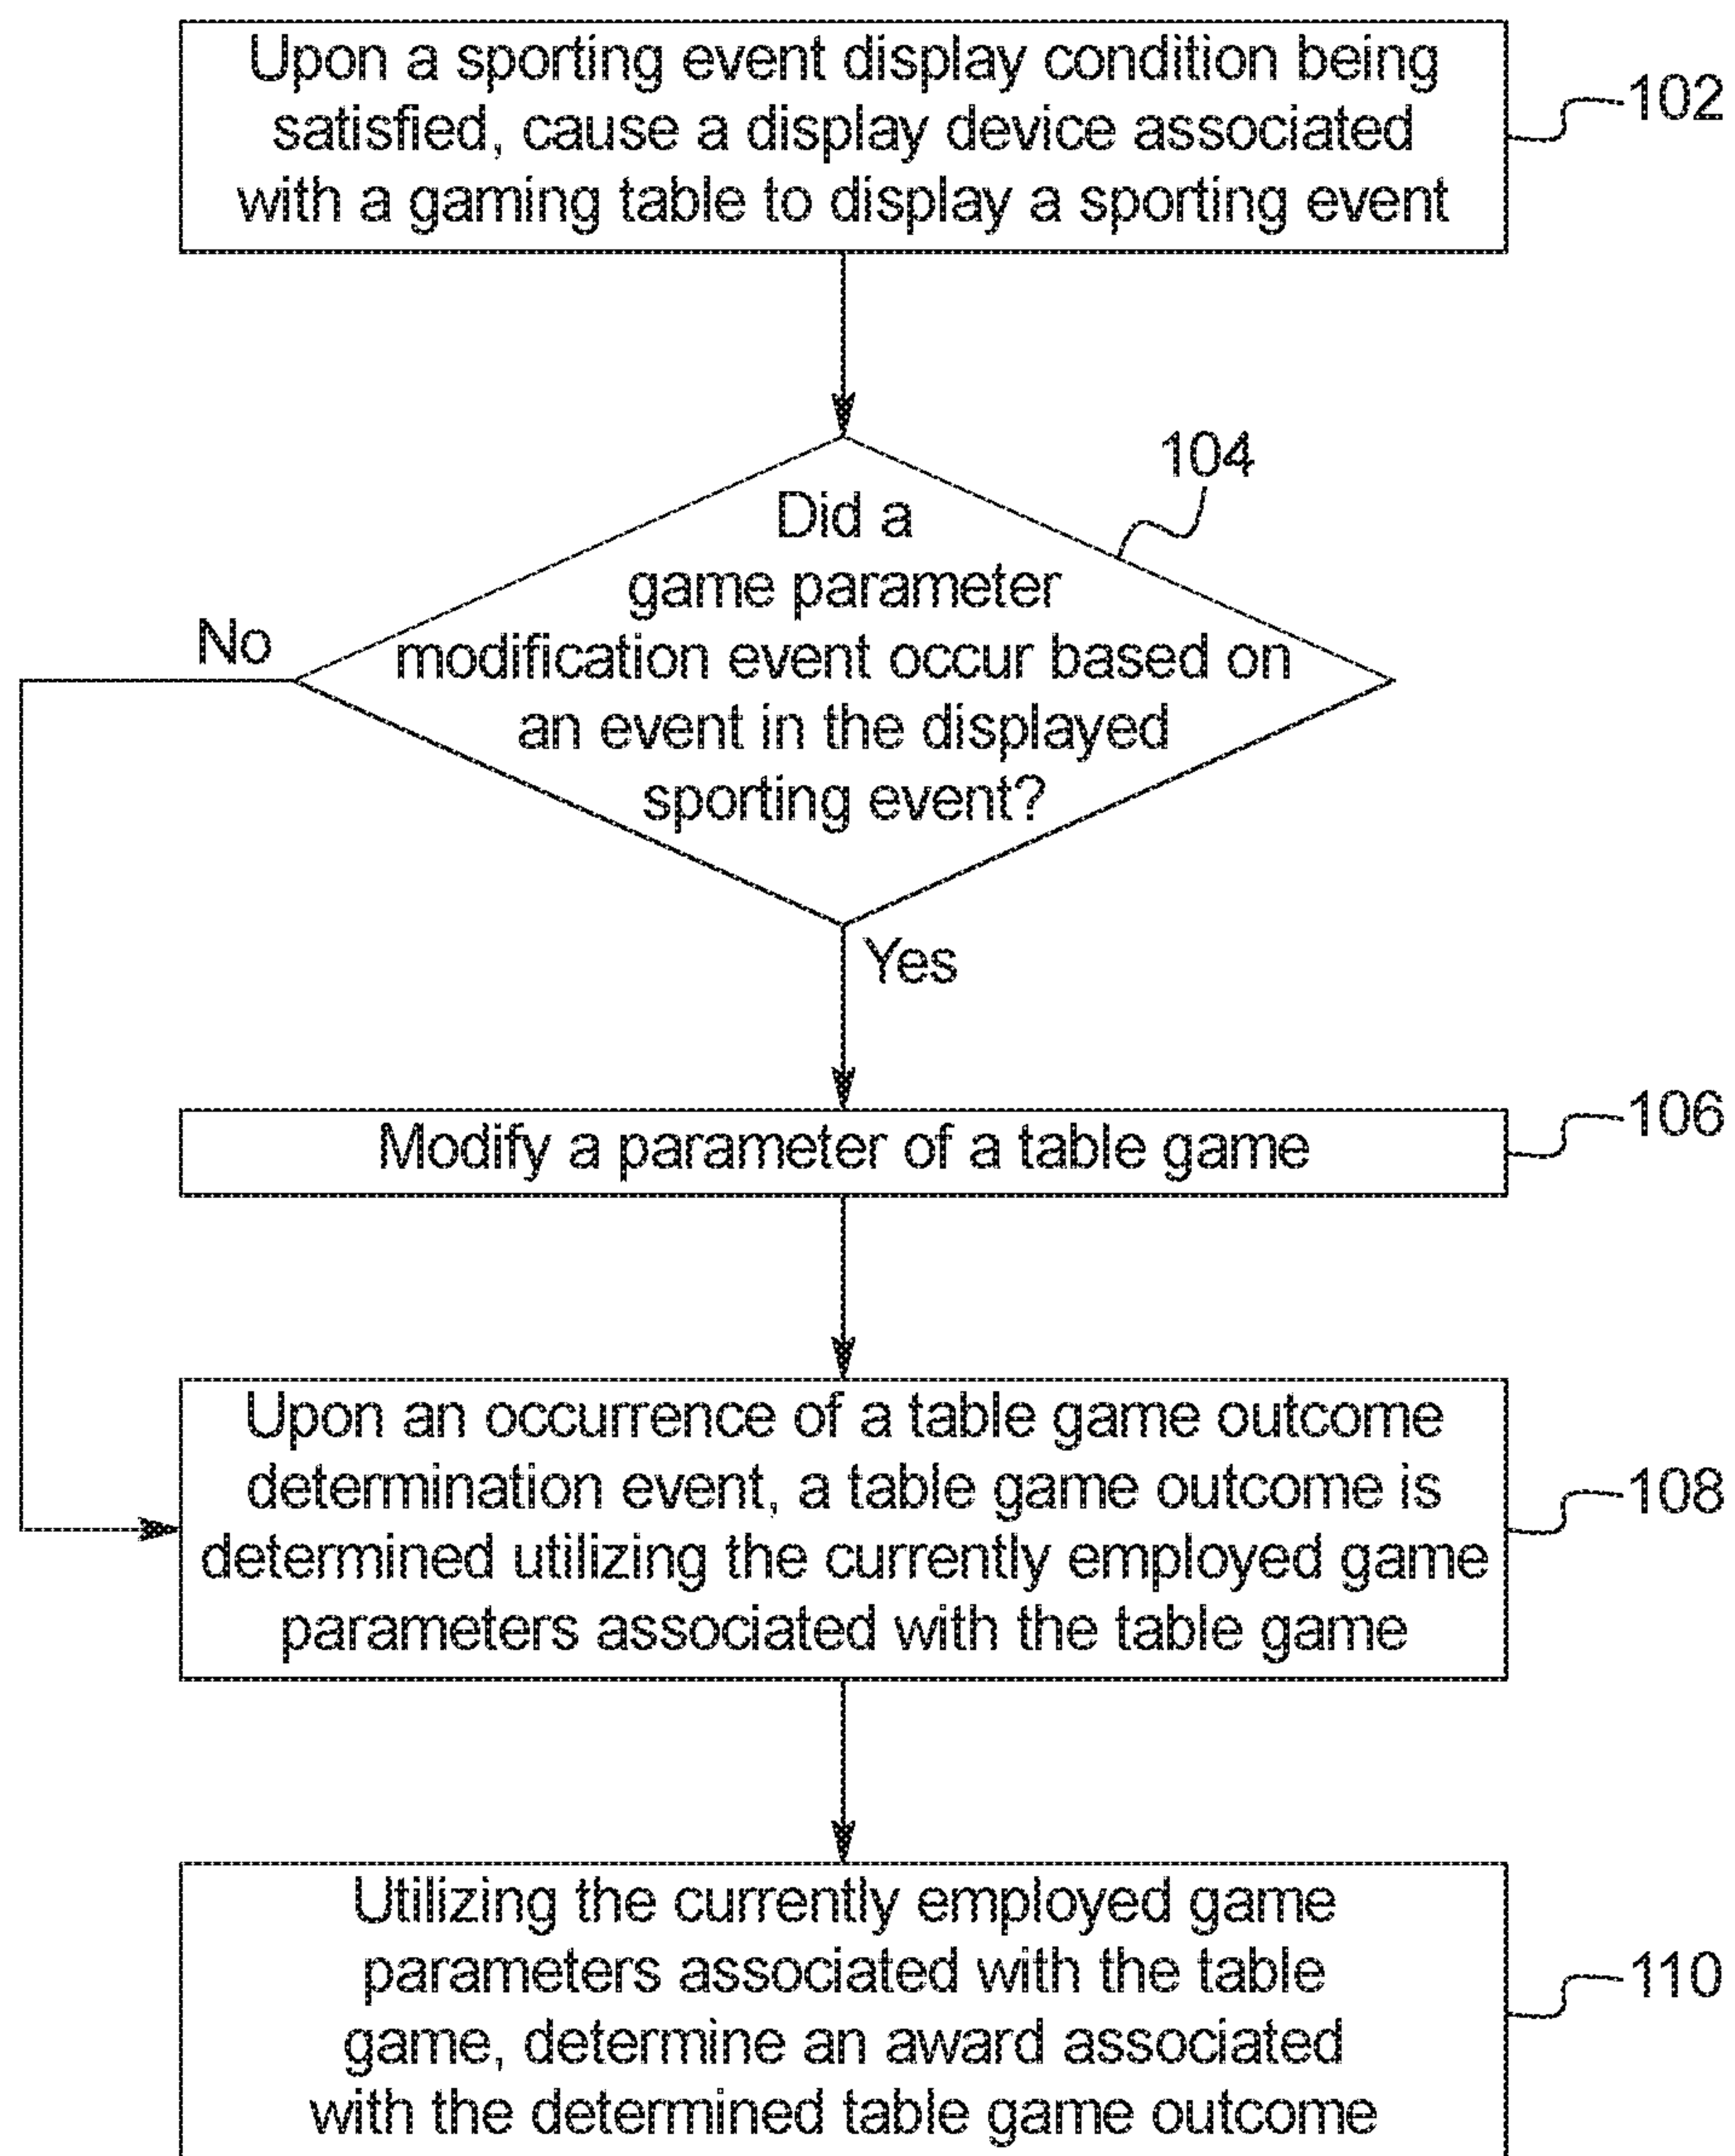 Upon a sporting event display condition being
satisfied, cause a display device associated
with a gaming table to display a sporting event
102
104
Did a
game parameter
modification event occur based on
an event in the displayed
sporting event?
No
Yes
Modify a parameter of a table game
106
Upon an occurrence of a table game outcome
determination event, a table game outcome is
determined utilizing the currently employed game
parameters associated with the table game
108
Utilizing the currently employed game
parameters associated with the table
game, determine an award associated
with the determined table game outcome
110